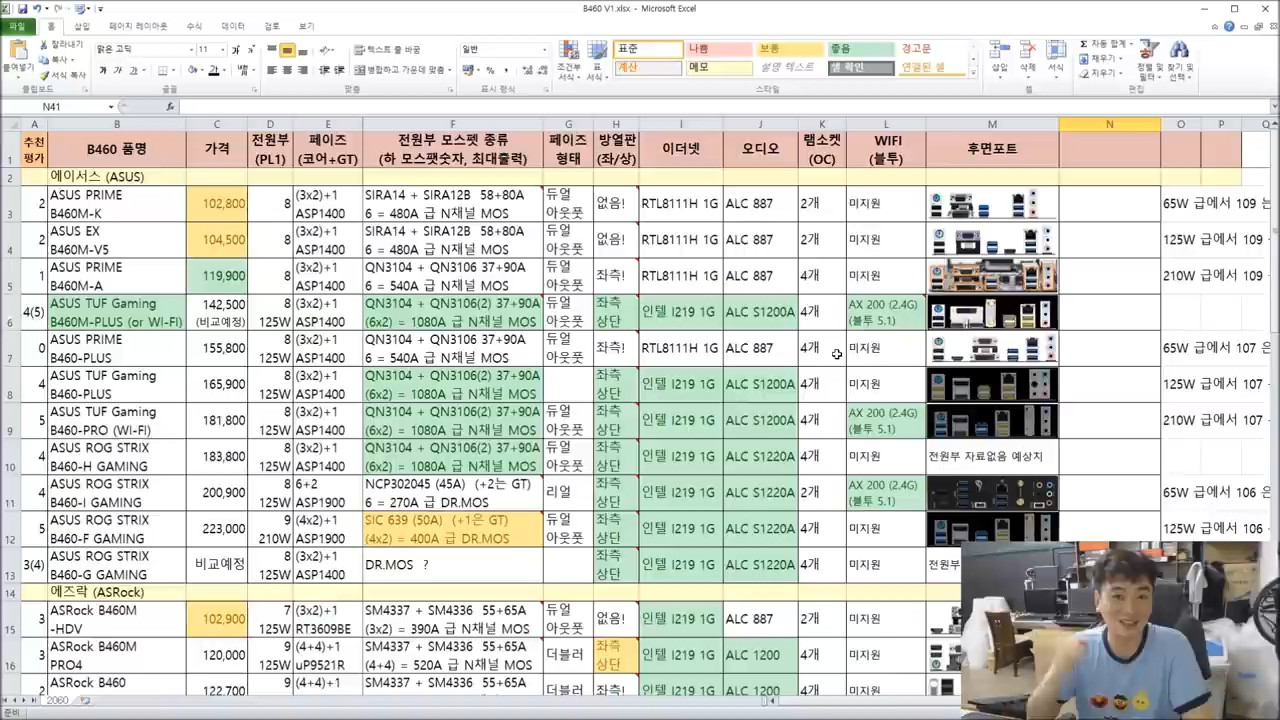 B460 V1.xlsx - Microsoft Excel
파일 홈 삽입 페이지 레이아웃 수식 데이터 검토 보기
잘라내기
복사
서식 복사
붙여넣기
클립보드
맑은 고딕 11
글꼴
텍스트 줄 바꿈
병합하고 가운데 맞춤
맞춤
일반
표시 형식
조건부 서식
표 서식
표준 나쁨 보통 좋음 경고문
계산 메모 설명 텍스트 셀 확인 연결된 셀
스타일
삽입 삭제 서식
셀
자동 합계
채우기
지우기
정렬 및 필터
찾기 및 선택
편집
N41 fx
A B C D E F G H I J K L M N O P Q
1 추천 평가 B460 품명 가격 전원부 (PL1) 페이즈 (코어+GT) 전원부 모스펫 종류 (하 모스팻숫자, 최대출력) 페이즈 형태 방열판 (좌/상) 이더넷 오디오 램소켓 (OC) WIFI (블투) 후면포트
2 에이서스 (ASUS)
3 2 ASUS PRIME B460M-K 102,800 8 (3x2)+1 ASP1400 SIRA14 + SIRA12B 58+80A 6 = 480A 급 N채널 MOS 듀얼 아웃풋 없음! RTL8111H 1G ALC 887 2개 미지원 65W 급에서 109 는
4 2 ASUS EX B460M-V5 104,500 8 (3x2)+1 ASP1400 SIRA14 + SIRA12B 58+80A 6 = 480A 급 N채널 MOS 듀얼 아웃풋 없음! RTL8111H 1G ALC 887 2개 미지원 125W 급에서 109
5 1 ASUS PRIME B460M-A 119,900 8 (3x2)+1 ASP1400 QN3104 + QN3106 37+90A 6 = 540A 급 N채널 MOS 듀얼 아웃풋 좌측! RTL8111H 1G ALC 887 4개 미지원 210W 급에서 109
6 4(5) ASUS TUF Gaming B460M-PLUS (or WI-FI) 142,500 (비교예정) 8 125W (3x2)+1 ASP1400 QN3104 + QN3106(2) 37+90A (6x2) = 1080A 급 N채널 MOS 듀얼 아웃풋 좌측 상단 인텔 I219 1G ALC S1200A 4개 AX 200 (2.4G) (블투 5.1)
7 0 ASUS PRIME B460-PLUS 155,800 8 125W (3x2)+1 ASP1400 QN3104 + QN3106 37+90A 6 = 540A 급 N채널 MOS 듀얼 아웃풋 좌측! RTL8111H 1G ALC 887 4개 미지원 65W 급에서 107 은
8 4 ASUS TUF Gaming B460-PLUS 165,900 8 125W (3x2)+1 ASP1400 QN3104 + QN3106(2) 37+90A (6x2) = 1080A 급 N채널 MOS 좌측 상단 인텔 I219 1G ALC S1200A 4개 미지원 125W 급에서 107
9 5 ASUS TUF Gaming B460-PRO (WI-FI) 181,800 8 125W (3x2)+1 ASP1400 QN3104 + QN3106(2) 37+90A (6x2) = 1080A 급 N채널 MOS 듀얼 아웃풋 좌측 상단 인텔 I219 1G ALC S1200A 4개 AX 200 (2.4G) (블투 5.1) 210W 급에서 107
10 4 ASUS ROG STRIX B460-H GAMING 183,800 8 125W (3x2)+1 ASP1400 QN3104 + QN3106(2) 37+90A (6x2) = 1080A 급 N채널 MOS 듀얼 아웃풋 좌측 상단 인텔 I219 1G ALC S1220A 4개 미지원 전원부 자료없음 예상치
11 4 ASUS ROG STRIX B460-I GAMING 200,900 8 125W 6+2 ASP1900 NCP302045 (45A) (+2는 GT) 6 = 270A 급 DR.MOS 리얼 좌측 상단 인텔 I219 1G ALC S1220A 2개 AX 200 (2.4G) (블투 5.1) 65W 급에서 106 은
12 5 ASUS ROG STRIX B460-F GAMING 223,000 9 210W (4x2)+1 ASP1900 SIC 639 (50A) (+1은 GT) (4x2) = 400A 급 DR.MOS 듀얼 아웃풋 좌측 상단 인텔 I219 1G ALC S1220A 4개 미지원 125W 급에서 106
13 3(4) ASUS ROG STRIX B460-G GAMING 비교예정 8 125W (3x2)+1 ASP1400 DR.MOS ? 좌측 상단 인텔 I219 1G ALC S1220A 4개 미지원 전원부
14 에즈락 (ASRock)
15 3 ASRock B460M -HDV 102,900 7 125W (3x2)+1 RT3609BE SM4337 + SM4336 55+65A (3x2) = 390A 급 N채널 MOS 듀얼 아웃풋 없음! 인텔 I219 1G ALC 887 2개 미지원
16 3 ASRock B460M PRO4 120,000 9 125W (4+4)+1 uP9521R SM4337 + SM4336 55+65A (4+4) = 520A 급 N채널 MOS 더블러 좌측 상단 인텔 I219 1G ALC 1200 4개 미지원
2 ASRock B460 122,700 9 (4+4)+1 SM4337 + SM4336 55+65A 더블러 좌측! 인텔 I219 1G ALC 1200 4개 미지원
2060
준비